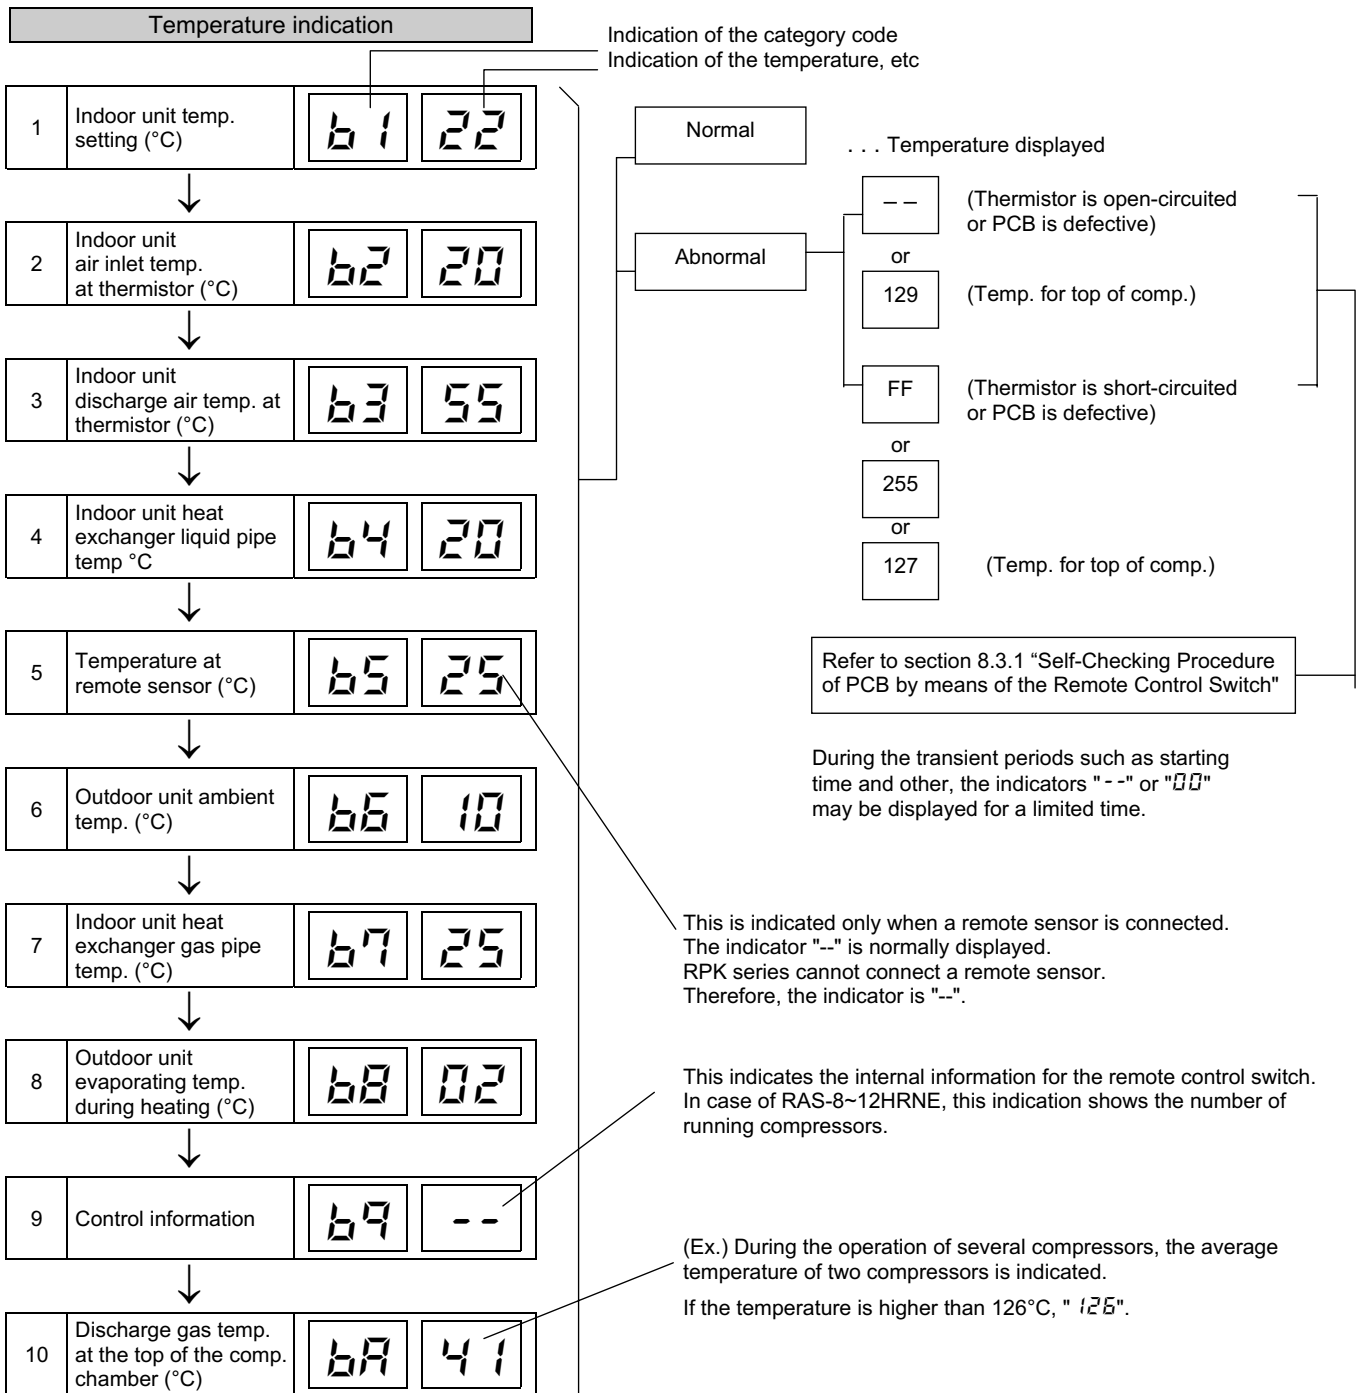 Temperature indication
Indication of the category code
Indication of the temperature, etc
1
Indoor unit temp.
setting (°C)
b1 22
2
Indoor unit
air inlet temp.
at thermistor (°C)
b2 20
3
Indoor unit
discharge air temp. at
thermistor (°C)
b3 55
4
Indoor unit heat
exchanger liquid pipe
temp °C
b4 20
5
Temperature at
remote sensor (°C)
b5 25
6
Outdoor unit ambient
temp. (°C)
b6 10
7
Indoor unit heat
exchanger gas pipe
temp. (°C)
b7 25
8
Outdoor unit
evaporating temp.
during heating (°C)
b8 02
9
Control information
b9 --
10
Discharge gas temp.
at the top of the comp.
chamber (°C)
bA 41
Normal
. . . Temperature displayed
Abnormal
– –
(Thermistor is open-circuited
or PCB is defective)
or
129
(Temp. for top of comp.)
FF
(Thermistor is short-circuited
or PCB is defective)
or
255
or
127
(Temp. for top of comp.)
Refer to section 8.3.1 “Self-Checking Procedure
of PCB by means of the Remote Control Switch"
During the transient periods such as starting
time and other, the indicators "--" or "00"
may be displayed for a limited time.
This is indicated only when a remote sensor is connected.
The indicator "--" is normally displayed.
RPK series cannot connect a remote sensor.
Therefore, the indicator is "--".
This indicates the internal information for the remote control switch.
In case of RAS-8~12HRNE, this indication shows the number of
running compressors.
(Ex.) During the operation of several compressors, the average
temperature of two compressors is indicated.
If the temperature is higher than 126°C, " 126".